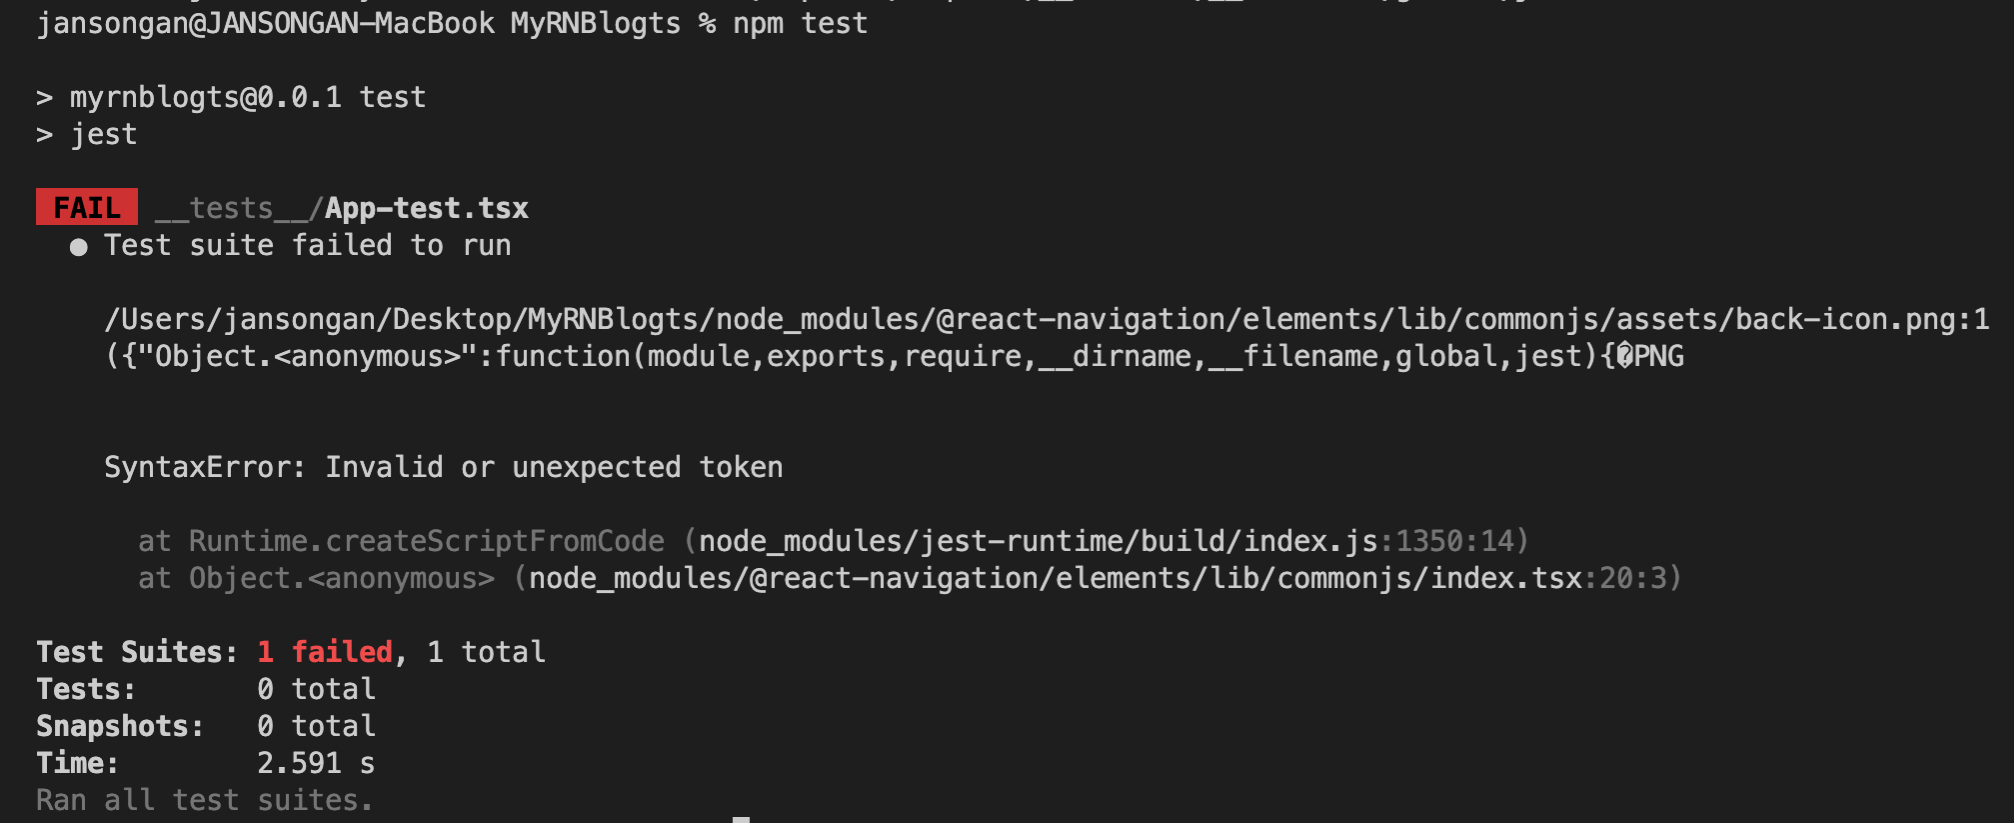 jansongan@JANSONGAN-MacBook MyRNBlogts % npm test
> myrnblogts@0.0.1 test
> jest
FAIL __tests__/App-test.tsx
● Test suite failed to run
/Users/jansongan/Desktop/MyRNBlogts/node_modules/@react-navigation/elements/lib/commonjs/assets/back-icon.png:1
({"Object.<anonymous>":function(module,exports,require,__dirname,__filename,global,jest){�PNG
SyntaxError: Invalid or unexpected token
at Runtime.createScriptFromCode (node_modules/jest-runtime/build/index.js:1350:14)
at Object.<anonymous> (node_modules/@react-navigation/elements/lib/commonjs/index.tsx:20:3)
Test Suites: 1 failed, 1 total
Tests: 0 total
Snapshots: 0 total
Time: 2.591 s
Ran all test suites.